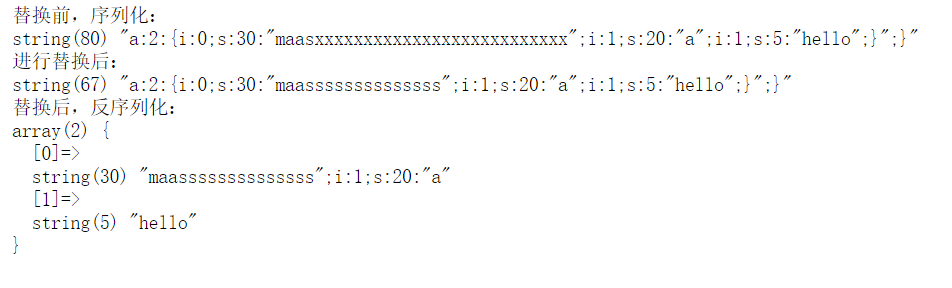 替换前，序列化：
string(80) "a:2:{i:0;s:30:"maasxxxxxxxxxxxxxxxxxxxxxxxxxx";i:1;s:20:"a";i:1;s:5:"hello";}";}"
进行替换后：
string(67) "a:2:{i:0;s:30:"maassssssssssssss";i:1;s:20:"a";i:1;s:5:"hello";}";}"
替换后，反序列化：
array(2) {
[0]=>
string(30) "maassssssssssssss";i:1;s:20:"a"
[1]=>
string(5) "hello"
}